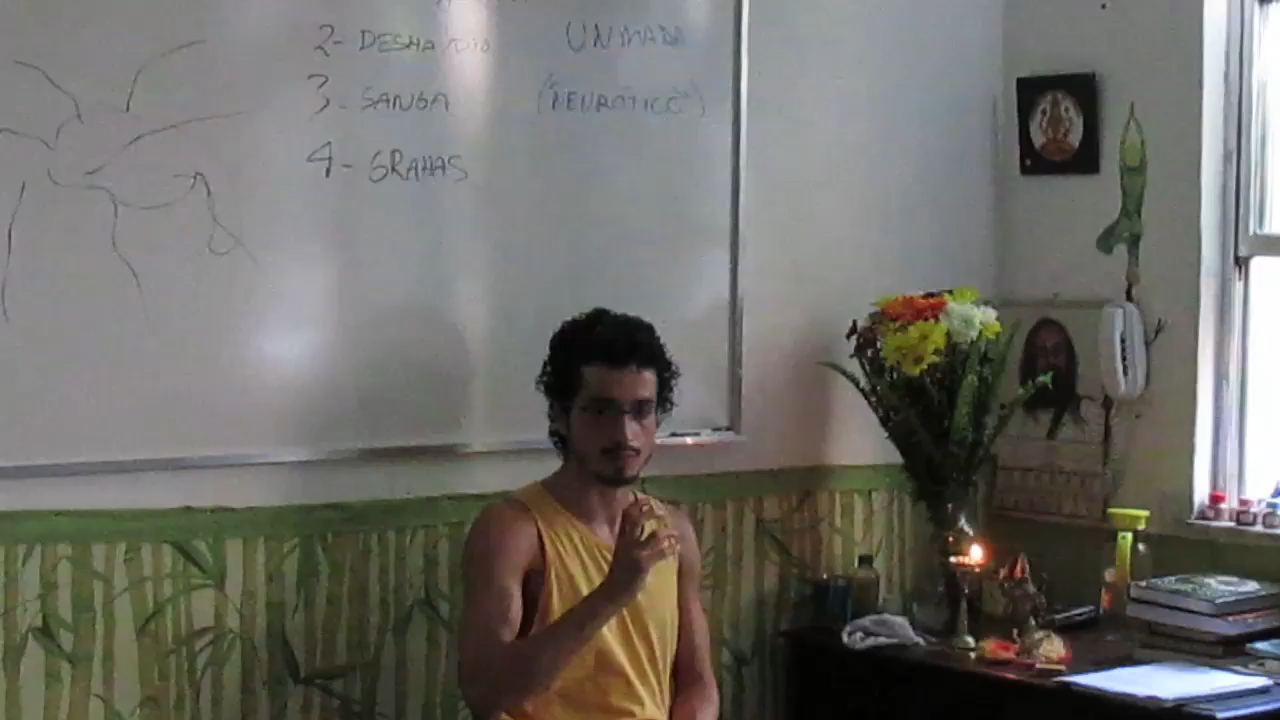 2- DESHA UNMADA
3- SANGA ("NEURÓTICO")
4- GRAHAS